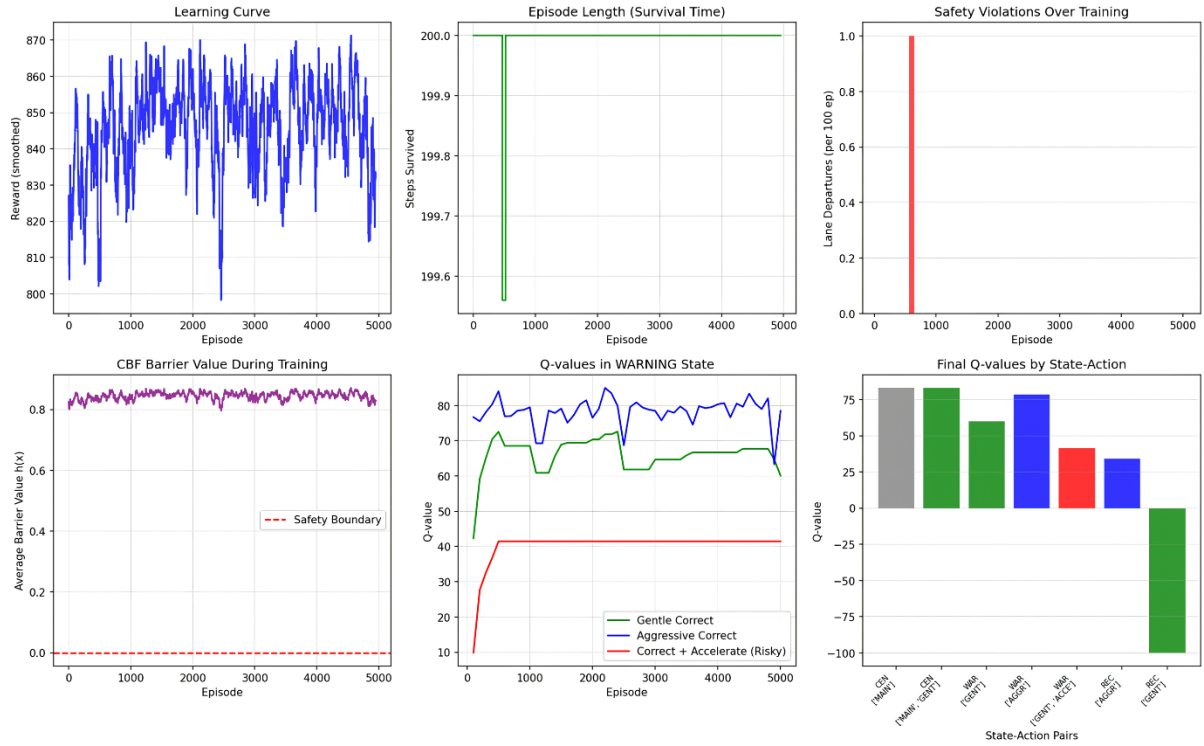 Learning Curve
Reward (smoothed)
870
860
850
840
830
820
810
800
0
1000
2000
3000
4000
5000
Episode
Episode Length (Survival Time)
Steps Survived
200.0
199.9
199.8
199.7
199.6
0
1000
2000
3000
4000
5000
Episode
Safety Violations Over Training
Lane Departures (per 100 ep)
1.0
0.8
0.6
0.4
0.2
0.0
0
1000
2000
3000
4000
5000
Episode
CBF Barrier Value During Training
Average Barrier Value h(x)
0.8
0.6
0.4
0.2
0.0
Safety Boundary
0
1000
2000
3000
4000
5000
Episode
Q-values in WARNING State
Q-value
80
70
60
50
40
30
20
10
Gentle Correct
Aggressive Correct
Correct + Accelerate (Risky)
0
1000
2000
3000
4000
5000
Episode
Final Q-values by State-Action
Q-value
75
50
25
0
−25
−50
−75
−100
CEN
['MAIN']
CEN
['MAIN', 'GENT']
WAR
['GENT']
WAR
['AGGR']
WAR
['GENT', 'ACCE']
REC
['AGGR']
REC
['GENT']
State-Action Pairs